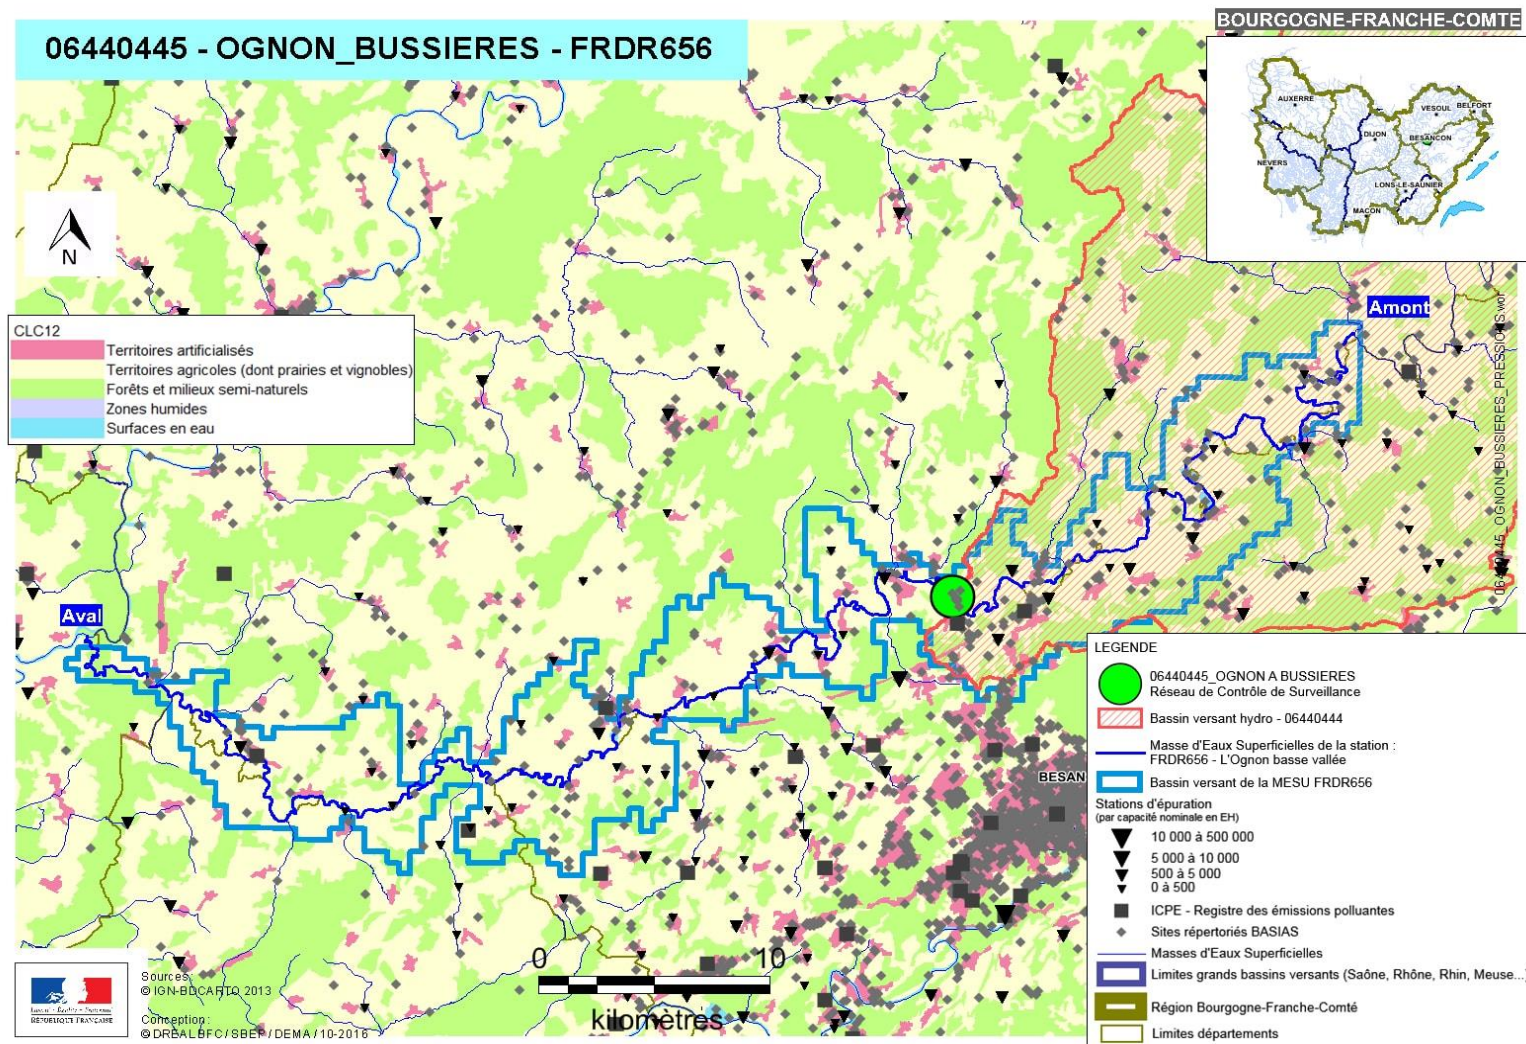 06440445 - OGNON_BUSSIERES - FRDR656
BOURGOGNE-FRANCHE-COMTE
AUXERRE
VESOUL
BELFORT
DIJON
BESANCON
NEVERS
LONS-LE-SAUNIER
MACON
N
Amont
CLC12
Territoires artificialisés
Territoires agricoles (dont prairies et vignobles)
Forêts et milieux semi-naturels
Zones humides
Surfaces en eau
06440445_OGNON_BUSSIERES_PRESSIONS.wor
Aval
BESAN
LEGENDE
06440445_OGNON A BUSSIERES
Réseau de Contrôle de Surveillance
Bassin versant hydro - 06440444
Masse d'Eaux Superficielles de la station :
FRDR656 - L'Ognon basse vallée
Bassin versant de la MESU FRDR656
Stations d'épuration
(par capacité nominale en EH)
10 000 à 500 000
5 000 à 10 000
500 à 5 000
0 à 500
ICPE - Registre des émissions polluantes
Sites répertoriés BASIAS
Masses d'Eaux Superficielles
Limites grands bassins versants (Saône, Rhône, Rhin, Meuse...
Région Bourgogne-Franche-Comté
Limites départements
0 10
kilomètres
Sources:
© IGN-BDCARTO 2013
Conception :
©DREALBFC/SBEP/DEMA/10-2016
Liberté • Égalité • Fraternité
RÉPUBLIQUE FRANÇAISE